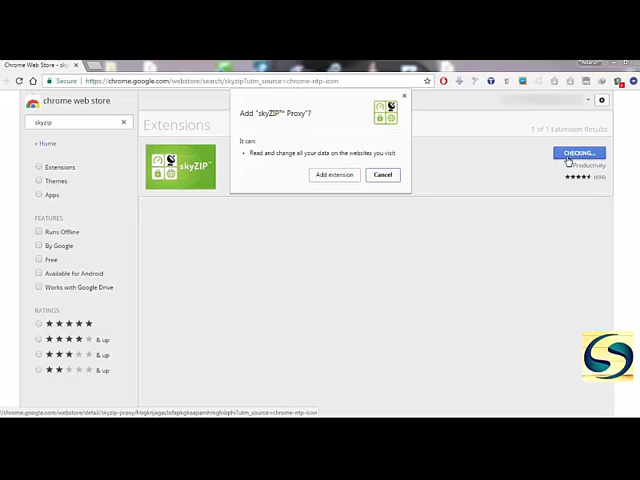 Chrome Web Store - sky
Secure
https://chrome.google.com/webstore/search/skyzip?utm_source=chrome-ntp-icon
chrome web store
skyzip
« Home
Extensions
Themes
Apps
FEATURES
Runs Offline
By Google
Free
Available for Android
Works with Google Drive
RATINGS
& up
& up
& up
Extensions
1 of 1 Extension Results
skyZIP™
CHECKING...
Productivity
Add "skyZIP™ Proxy"?
It can:
• Read and change all your data on the websites you visit
Add extension
Cancel